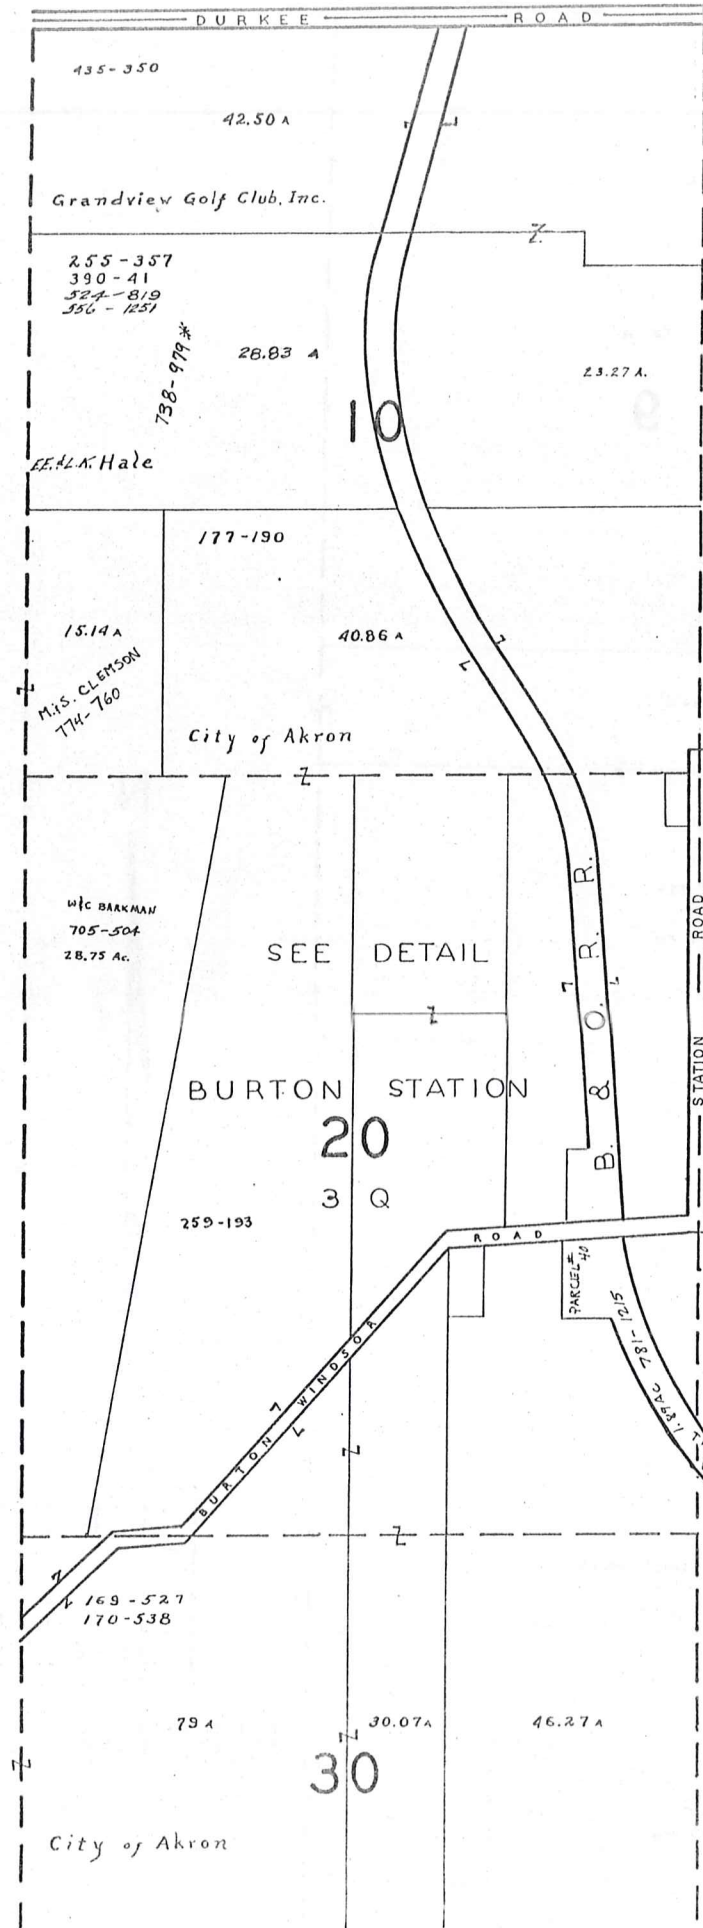 DURKEE ROAD
435-350
42.50 A
Grandview Golf Club, Inc.
255-357
390-41
524-819
556-1251
738-979*
28.83 A
23.27 A.
10
E.E. & L.K. Hale
177-190
15.14 A
40.86 A
M.&S. CLEMSON
774-760
City of Akron
W&C BARKMAN
705-504
28.75 Ac.
SEE DETAIL
BURTON STATION
20
3 Q
259-193
B. & O. R. R.
STATION ROAD
BURTON WINDSOR ROAD
PARCEL #40
1.89 AC 781-1215
169-527
170-538
79 A
30.07 A
46.27 A
30
City of Akron